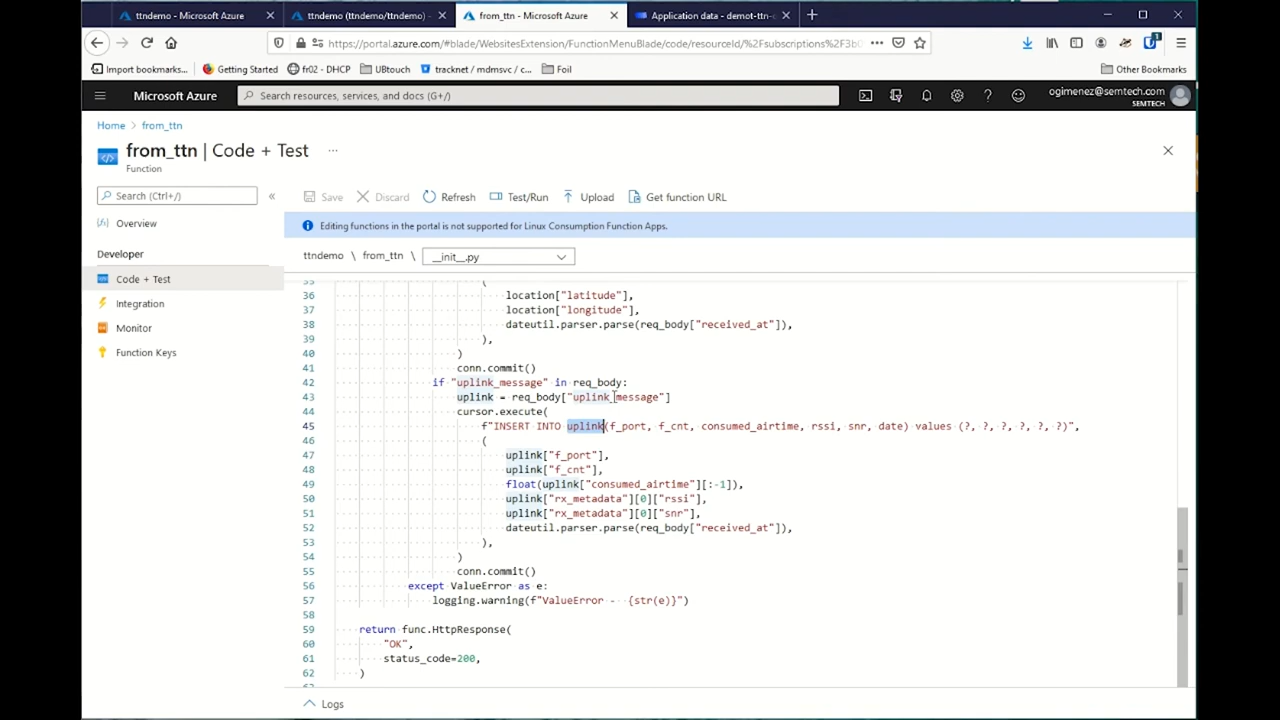 ttndemo - Microsoft Azure
ttndemo (ttndemo/ttndemo) -
from_ttn - Microsoft Azure
Application data - demot-ttn-
https://portal.azure.com/#blade/WebsitesExtension/FunctionMenuBlade/code/resourceId/%2Fsubscriptions%2F3b
Import bookmarks...
Getting Started
fr02 - DHCP
UBtouch
tracknet / mdmsvc / c...
Foil
Other Bookmarks
Microsoft Azure
Search resources, services, and docs (G+/)
ogimenez@semtech.com
SEMTECH
Home > from_ttn
from_ttn | Code + Test ...
Function
Search (Ctrl+/)
Overview
Developer
Code + Test
Integration
Monitor
Function Keys
Save
Discard
Refresh
Test/Run
Upload
Get function URL
Editing functions in the portal is not supported for Linux Consumption Function Apps.
ttndemo \ from_ttn \ __init__.py
35 (
36 location["latitude"],
37 location["longitude"],
38 dateutil.parser.parse(req_body["received_at"]),
39 ),
40 )
41 conn.commit()
42 if "uplink_message" in req_body:
43 uplink = req_body["uplink_message"]
44 cursor.execute(
45 f"INSERT INTO uplink(f_port, f_cnt, consumed_airtime, rssi, snr, date) values (?, ?, ?, ?, ?, ?)",
46 (
47 uplink["f_port"],
48 uplink["f_cnt"],
49 float(uplink["consumed_airtime"][:-1]),
50 uplink["rx_metadata"][0]["rssi"],
51 uplink["rx_metadata"][0]["snr"],
52 dateutil.parser.parse(req_body["received_at"]),
53 ),
54 )
55 conn.commit()
56 except ValueError as e:
57 logging.warning(f"ValueError - {str(e)}")
58
59 return func.HttpResponse(
60 "OK",
61 status_code=200,
62 )
Logs